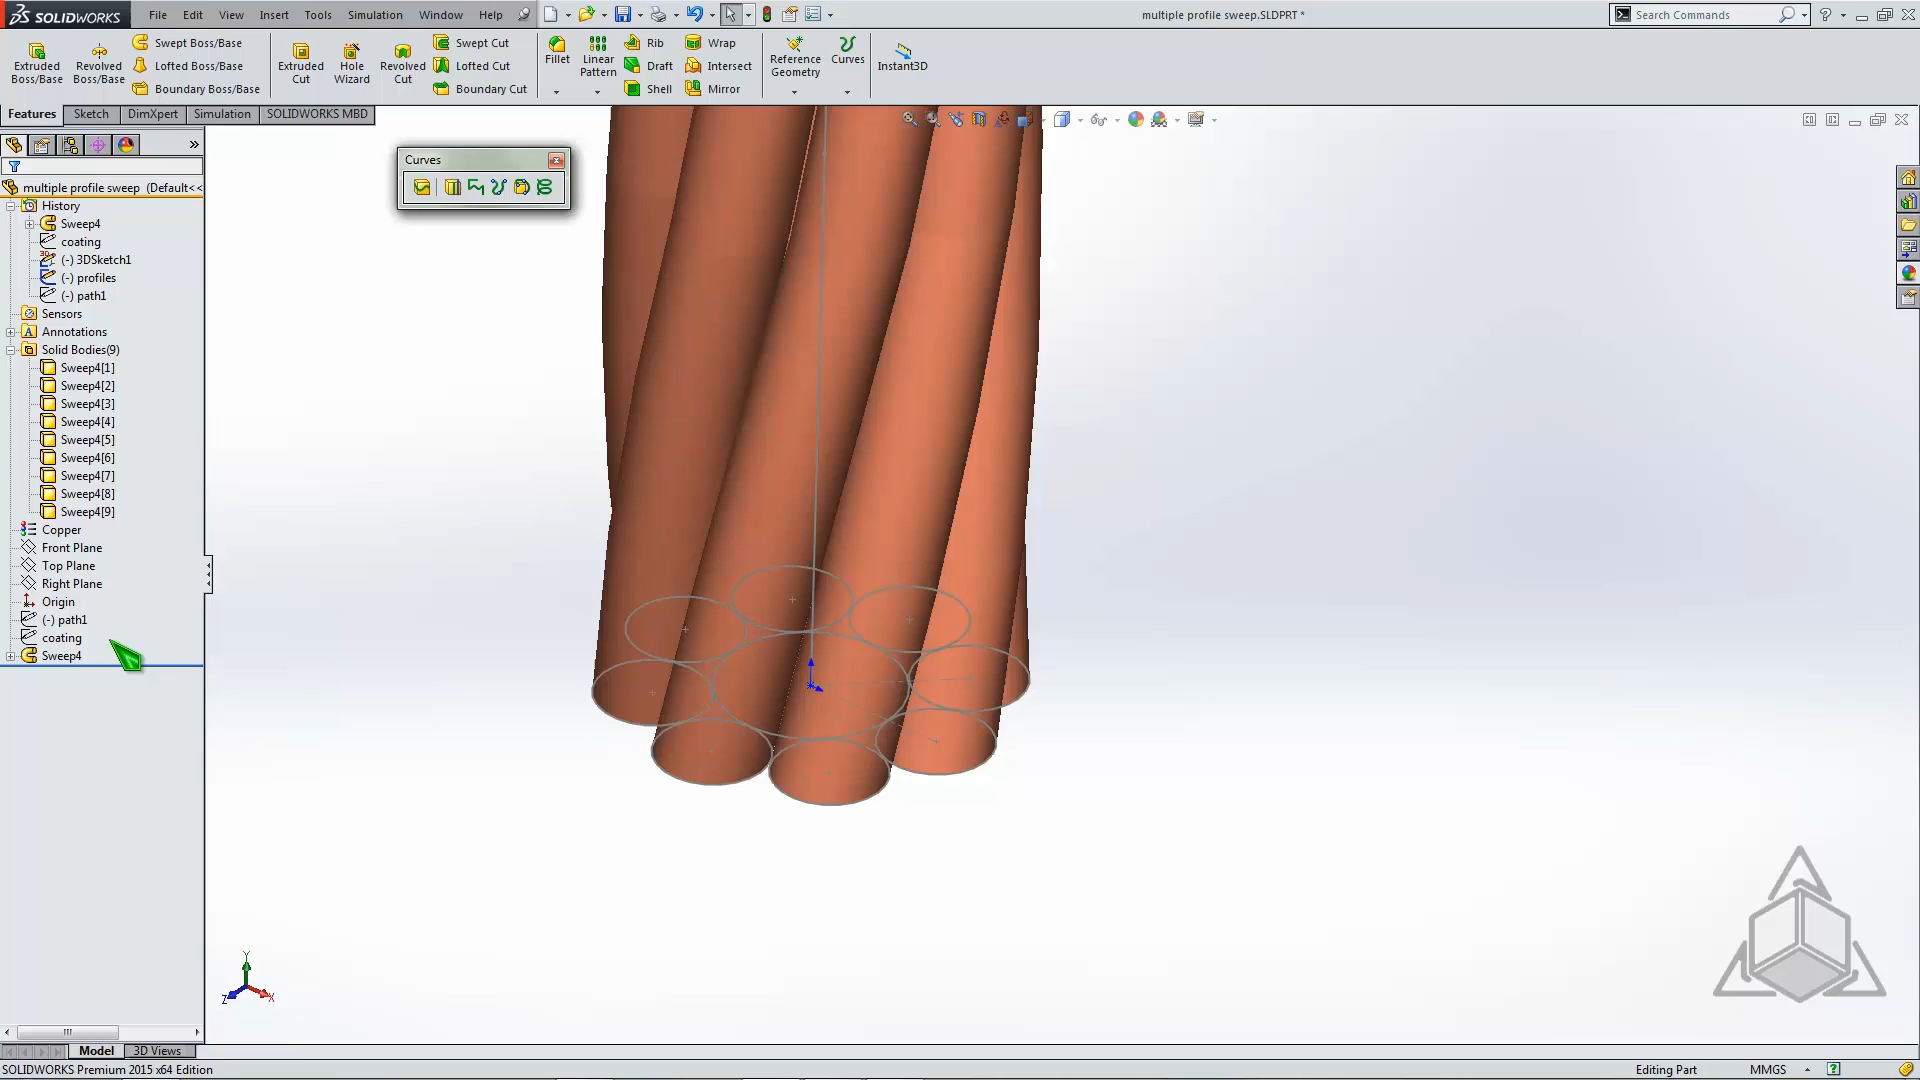 SOLIDWORKS
File Edit View Insert Tools Simulation Window Help
multiple profile sweep.SLDPRT *
Search Commands
Extruded Boss/Base
Revolved Boss/Base
Swept Boss/Base
Lofted Boss/Base
Boundary Boss/Base
Extruded Cut
Hole Wizard
Revolved Cut
Swept Cut
Lofted Cut
Boundary Cut
Fillet
Linear Pattern
Rib
Draft
Shell
Wrap
Intersect
Mirror
Reference Geometry
Curves
Instant3D
Features Sketch DimXpert Simulation SOLIDWORKS MBD
Curves
multiple profile sweep (Default<<
History
Sweep4
coating
(-) 3DSketch1
(-) profiles
(-) path1
Sensors
Annotations
Solid Bodies(9)
Sweep4[1]
Sweep4[2]
Sweep4[3]
Sweep4[4]
Sweep4[5]
Sweep4[6]
Sweep4[7]
Sweep4[8]
Sweep4[9]
Copper
Front Plane
Top Plane
Right Plane
Origin
(-) path1
coating
Sweep4
Y
Z
X
Model 3D Views
SOLIDWORKS Premium 2015 x64 Edition
Editing Part
MMGS